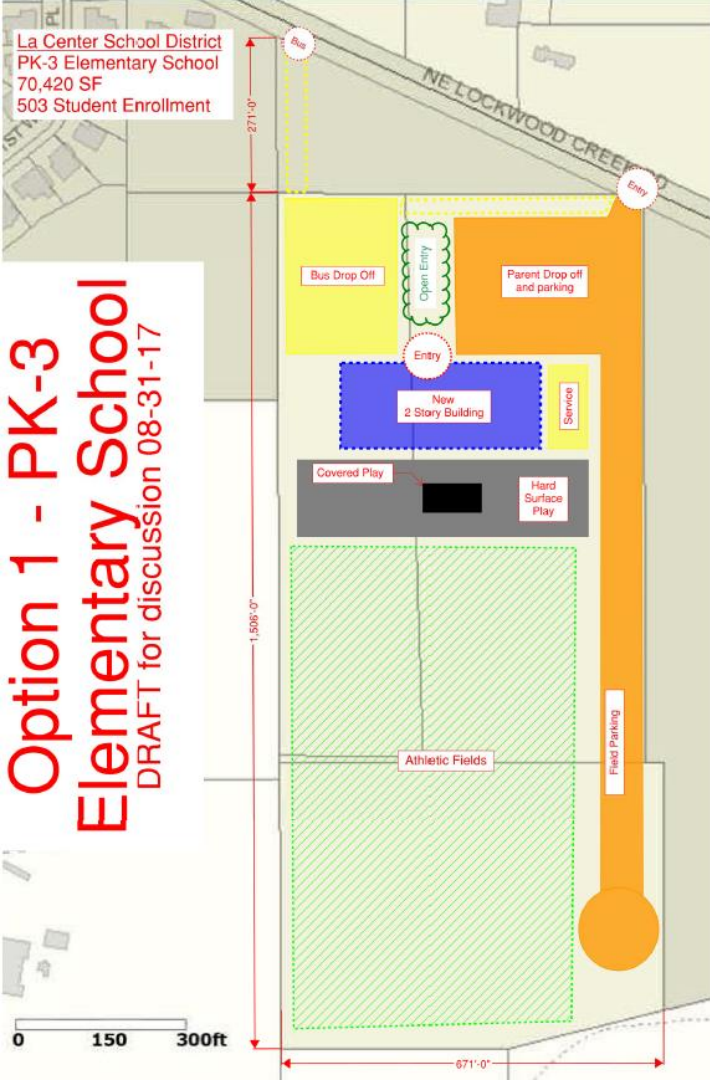 La Center School District
PK-3 Elementary School
70,420 SF
503 Student Enrollment
PL
Bus
271'-0"
NE LOCKWOOD CREEK RD
Entry
Bus Drop Off
Open Entry
Parent Drop off
and parking
Entry
New
2 Story Building
Service
Covered Play
Hard
Surface
Play
Option 1 - PK-3
Elementary School
DRAFT for discussion 08-31-17
1,506'-0"
Athletic Fields
Field Parking
0 150 300ft
671'-0"